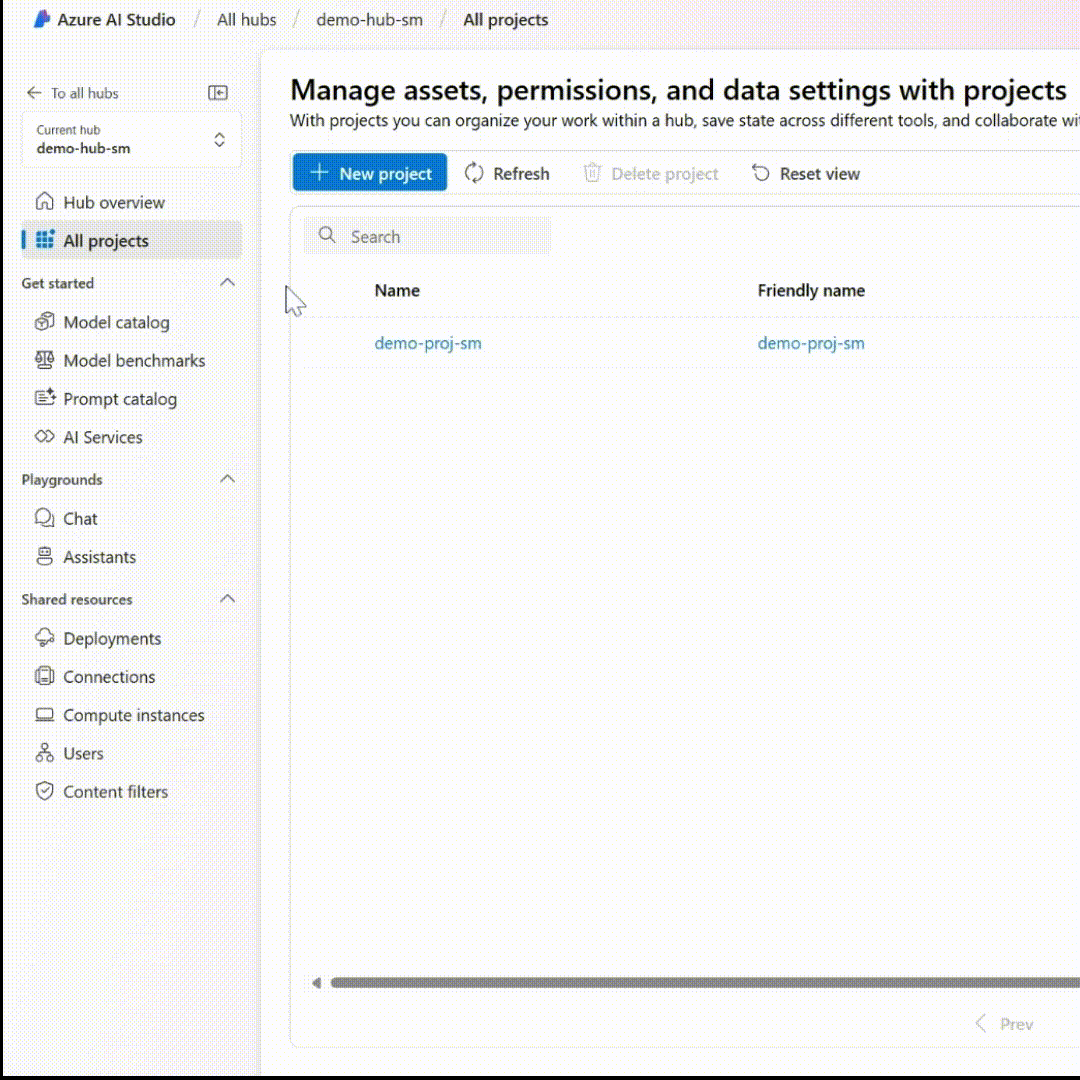 Azure AI Studio / All hubs / demo-hub-sm / All projects
To all hubs
Current hub
demo-hub-sm
Hub overview
All projects
Get started
Model catalog
Model benchmarks
Prompt catalog
AI Services
Playgrounds
Chat
Assistants
Shared resources
Deployments
Connections
Compute instances
Users
Content filters
Manage assets, permissions, and data settings with projects
With projects you can organize your work within a hub, save state across different tools, and collaborate wi
New project Refresh Delete project Reset view
Search
Name Friendly name
demo-proj-sm demo-proj-sm
Prev